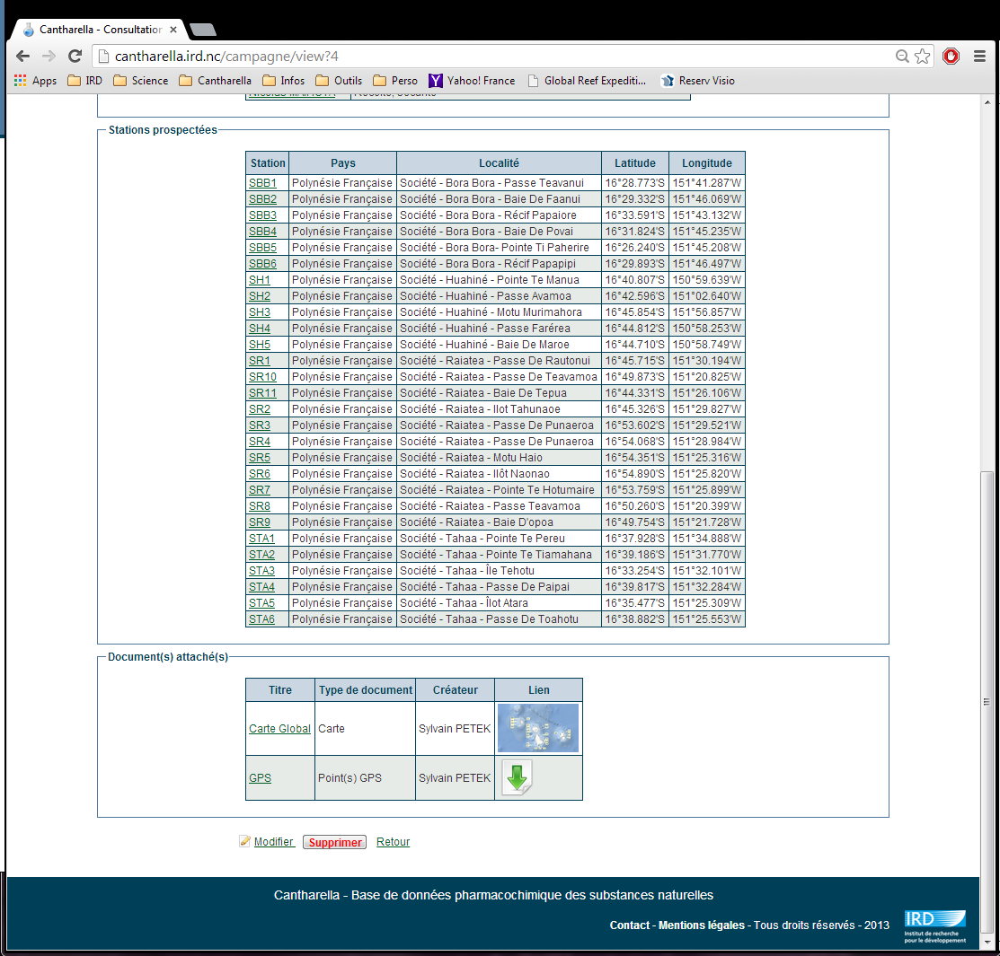 Cantharella - Consultation
cantharella.ird.nc/campagne/view?4
Apps IRD Science Cantharella Infos Outils Perso Yahoo! France Global Reef Expediti... Reserv Visio
Stations prospectées
Station Pays Localité Latitude Longitude
SBB1 Polynésie Française Société - Bora Bora - Passe Teavanui 16°28.773'S 151°41.287'W
SBB2 Polynésie Française Société - Bora Bora - Baie De Faanui 16°29.332'S 151°46.069'W
SBB3 Polynésie Française Société - Bora Bora - Récif Papaiore 16°33.591'S 151°43.132'W
SBB4 Polynésie Française Société - Bora Bora - Baie De Povai 16°31.824'S 151°45.235'W
SBB5 Polynésie Française Société - Bora Bora- Pointe Ti Paherire 16°26.240'S 151°45.208'W
SBB6 Polynésie Française Société - Bora Bora - Récif Papapipi 16°29.893'S 151°46.497'W
SH1 Polynésie Française Société - Huahiné - Pointe Te Manua 16°40.807'S 150°59.639'W
SH2 Polynésie Française Société - Huahiné - Passe Avamoa 16°42.596'S 151°02.640'W
SH3 Polynésie Française Société - Huahiné - Motu Murimahora 16°45.854'S 151°56.857'W
SH4 Polynésie Française Société - Huahiné - Passe Farérea 16°44.812'S 150°58.253'W
SH5 Polynésie Française Société - Huahiné - Baie De Maroe 16°44.710'S 150°58.749'W
SR1 Polynésie Française Société - Raiatea - Passe De Rautonui 16°45.715'S 151°30.194'W
SR10 Polynésie Française Société - Raiatea - Passe De Teavamoa 16°49.873'S 151°20.825'W
SR11 Polynésie Française Société - Raiatea - Baie De Tepua 16°44.331'S 151°26.106'W
SR2 Polynésie Française Société - Raiatea - Ilot Tahunaoe 16°45.326'S 151°29.827'W
SR3 Polynésie Française Société - Raiatea - Passe De Punaeroa 16°53.602'S 151°29.521'W
SR4 Polynésie Française Société - Raiatea - Passe De Punaeroa 16°54.068'S 151°28.984'W
SR5 Polynésie Française Société - Raiatea - Motu Haio 16°54.351'S 151°25.316'W
SR6 Polynésie Française Société - Raiatea - Ilôt Naonao 16°54.890'S 151°25.820'W
SR7 Polynésie Française Société - Raiatea - Pointe Te Hotumaire 16°53.759'S 151°25.899'W
SR8 Polynésie Française Société - Raiatea - Passe Teavamoa 16°50.260'S 151°20.399'W
SR9 Polynésie Française Société - Raiatea - Baie D'opoa 16°49.754'S 151°21.728'W
STA1 Polynésie Française Société - Tahaa - Pointe Te Pereu 16°37.928'S 151°34.888'W
STA2 Polynésie Française Société - Tahaa - Pointe Te Tiamahana 16°39.186'S 151°31.770'W
STA3 Polynésie Française Société - Tahaa - Île Tehotu 16°33.254'S 151°32.101'W
STA4 Polynésie Française Société - Tahaa - Passe De Paipai 16°39.817'S 151°32.284'W
STA5 Polynésie Française Société - Tahaa - Îlot Atara 16°35.477'S 151°25.309'W
STA6 Polynésie Française Société - Tahaa - Passe De Toahotu 16°38.882'S 151°25.553'W
Document(s) attaché(s)
Titre Type de document Créateur Lien
Carte Global Carte Sylvain PETEK
GPS Point(s) GPS Sylvain PETEK
Modifier Supprimer Retour
Cantharella - Base de données pharmacochimique des substances naturelles
Contact - Mentions légales - Tous droits réservés - 2013
IRD
Institut de recherche
pour le développement